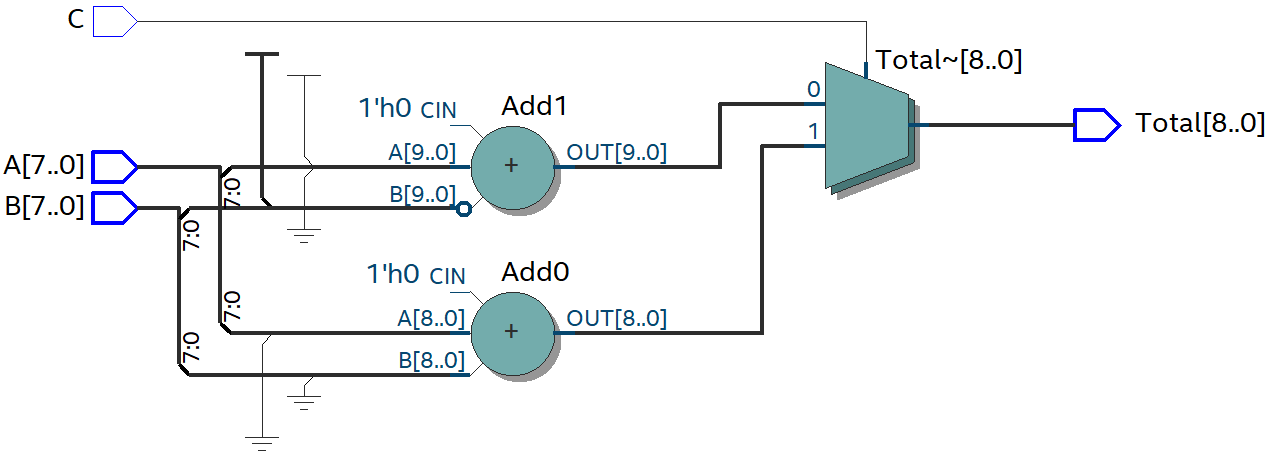 C
Total~[8..0]
0
1'h0 CIN
Add1
Total[8..0]
1
A[7..0]
A[9..0]
+
OUT[9..0]
7:0
B[7..0]
B[9..0]
7:0
1'h0 CIN
Add0
7:0
A[8..0]
+
OUT[8..0]
7:0
B[8..0]